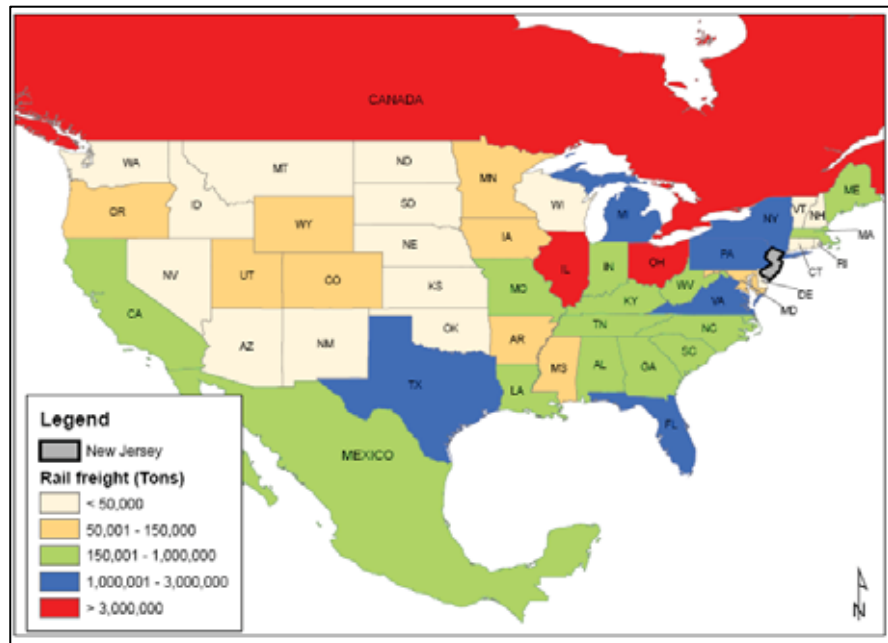 CANADA
WA
MT
ND
MN
OR
ID
SD
WI
MI
NY
VT
NH
ME
MA
WY
IA
NE
PA
RI
CT
NV
UT
CO
IL
IN
OH
DE
MD
CA
KS
MO
KY
WV
VA
AZ
NM
OK
AR
TN
NC
SC
MS
AL
GA
TX
LA
FL
MEXICO
Legend
New Jersey
Rail freight (Tons)
< 50,000
50,001 - 150,000
150,001 - 1,000,000
1,000,001 - 3,000,000
> 3,000,000
N